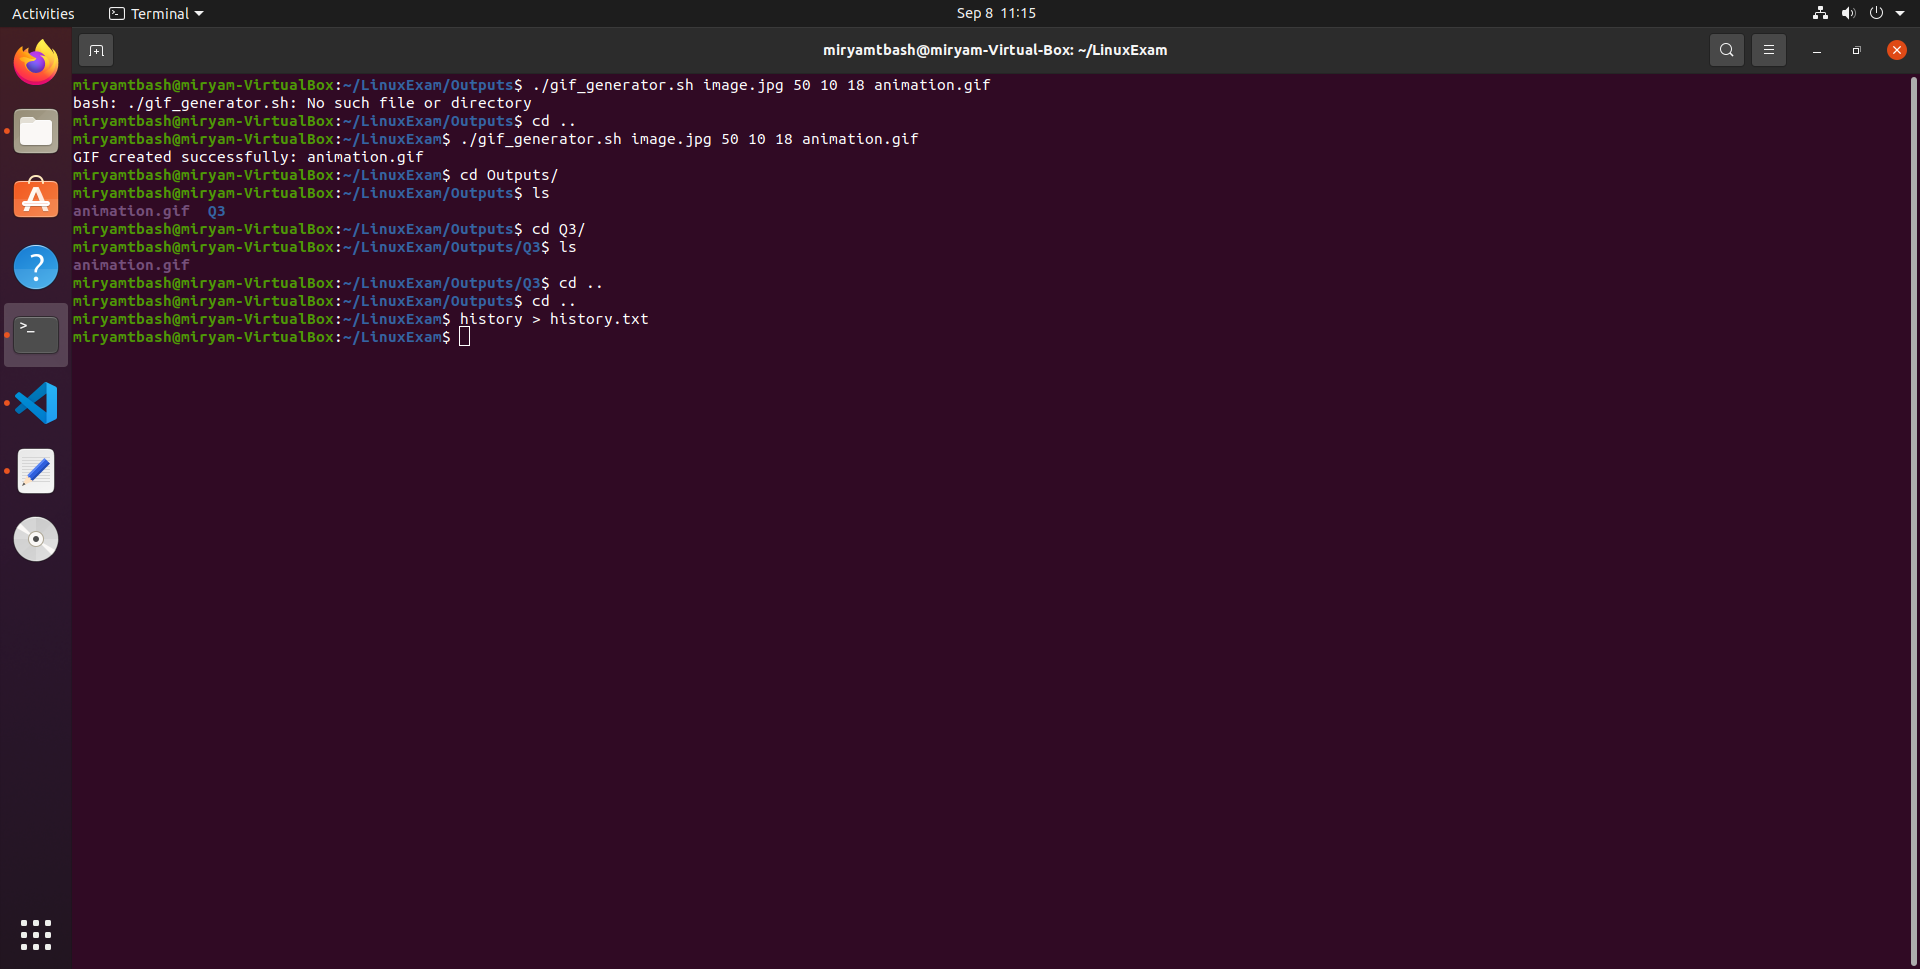 Activities Terminal Sep 8 11:15
miryamtbash@miryam-Virtual-Box: ~/LinuxExam
miryamtbash@miryam-VirtualBox:~/LinuxExam/Outputs$ ./gif_generator.sh image.jpg 50 10 18 animation.gif
bash: ./gif_generator.sh: No such file or directory
miryamtbash@miryam-VirtualBox:~/LinuxExam/Outputs$ cd ..
miryamtbash@miryam-VirtualBox:~/LinuxExam$ ./gif_generator.sh image.jpg 50 10 18 animation.gif
GIF created successfully: animation.gif
miryamtbash@miryam-VirtualBox:~/LinuxExam$ cd Outputs/
miryamtbash@miryam-VirtualBox:~/LinuxExam/Outputs$ ls
animation.gif  Q3
miryamtbash@miryam-VirtualBox:~/LinuxExam/Outputs$ cd Q3/
miryamtbash@miryam-VirtualBox:~/LinuxExam/Outputs/Q3$ ls
animation.gif
miryamtbash@miryam-VirtualBox:~/LinuxExam/Outputs/Q3$ cd ..
miryamtbash@miryam-VirtualBox:~/LinuxExam/Outputs$ cd ..
miryamtbash@miryam-VirtualBox:~/LinuxExam$ history > history.txt
miryamtbash@miryam-VirtualBox:~/LinuxExam$